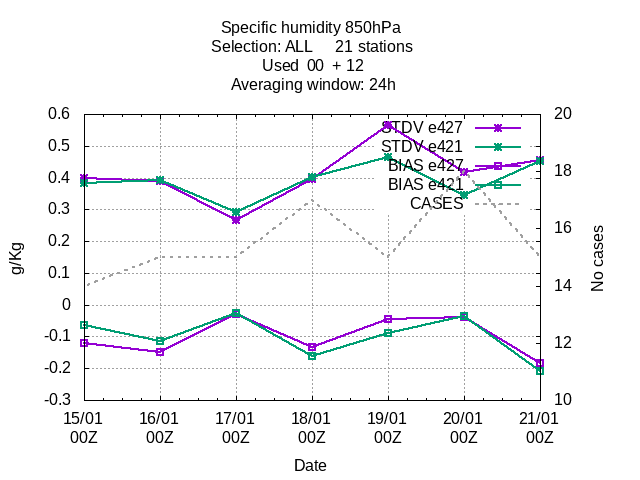 Specific humidity 850hPa
Selection: ALL     21 stations
Used  00  + 12
Averaging window: 24h
STDV e427
STDV e421
BIAS e427
BIAS e421
CASES
0.6
0.5
0.4
0.3
0.2
0.1
0
-0.1
-0.2
-0.3
g/Kg
20
18
16
14
12
10
No cases
15/01 16/01 17/01 18/01 19/01 20/01 21/01
00Z 00Z 00Z 00Z 00Z 00Z 00Z
Date